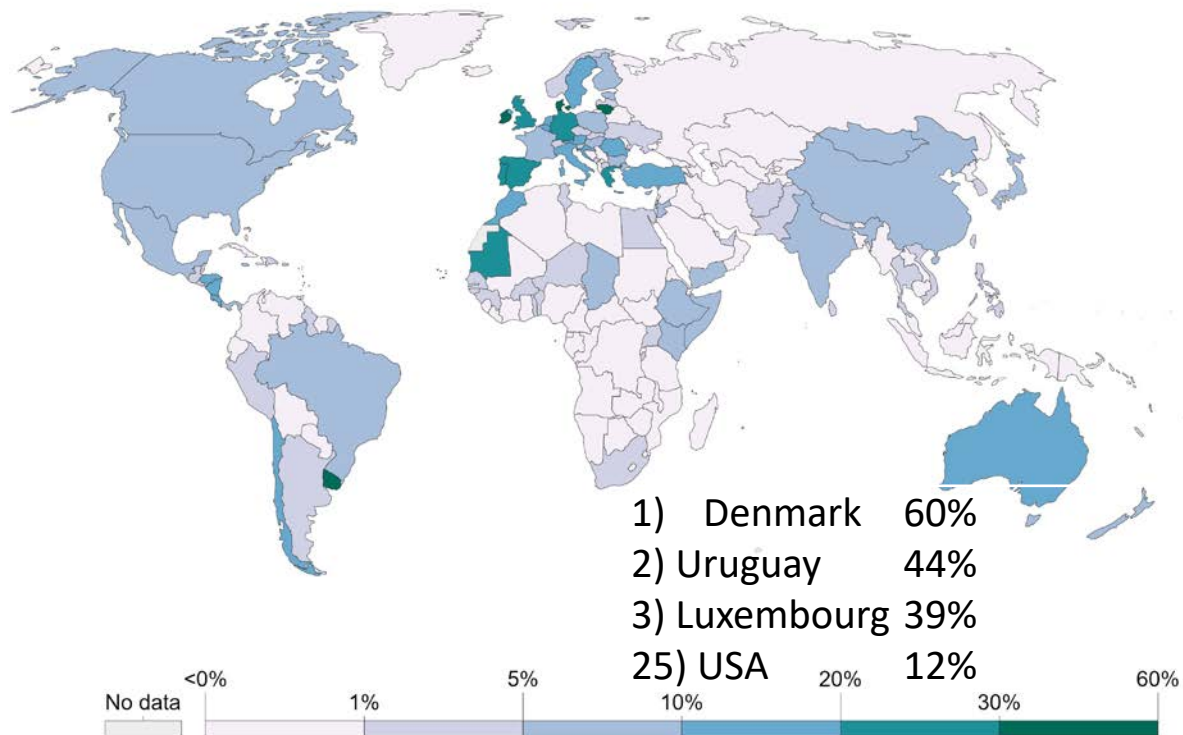 1) Denmark 60%
2) Uruguay 44%
3) Luxembourg 39%
25) USA 12%
<0% 5% 20% 60%
No data 1% 10% 30%